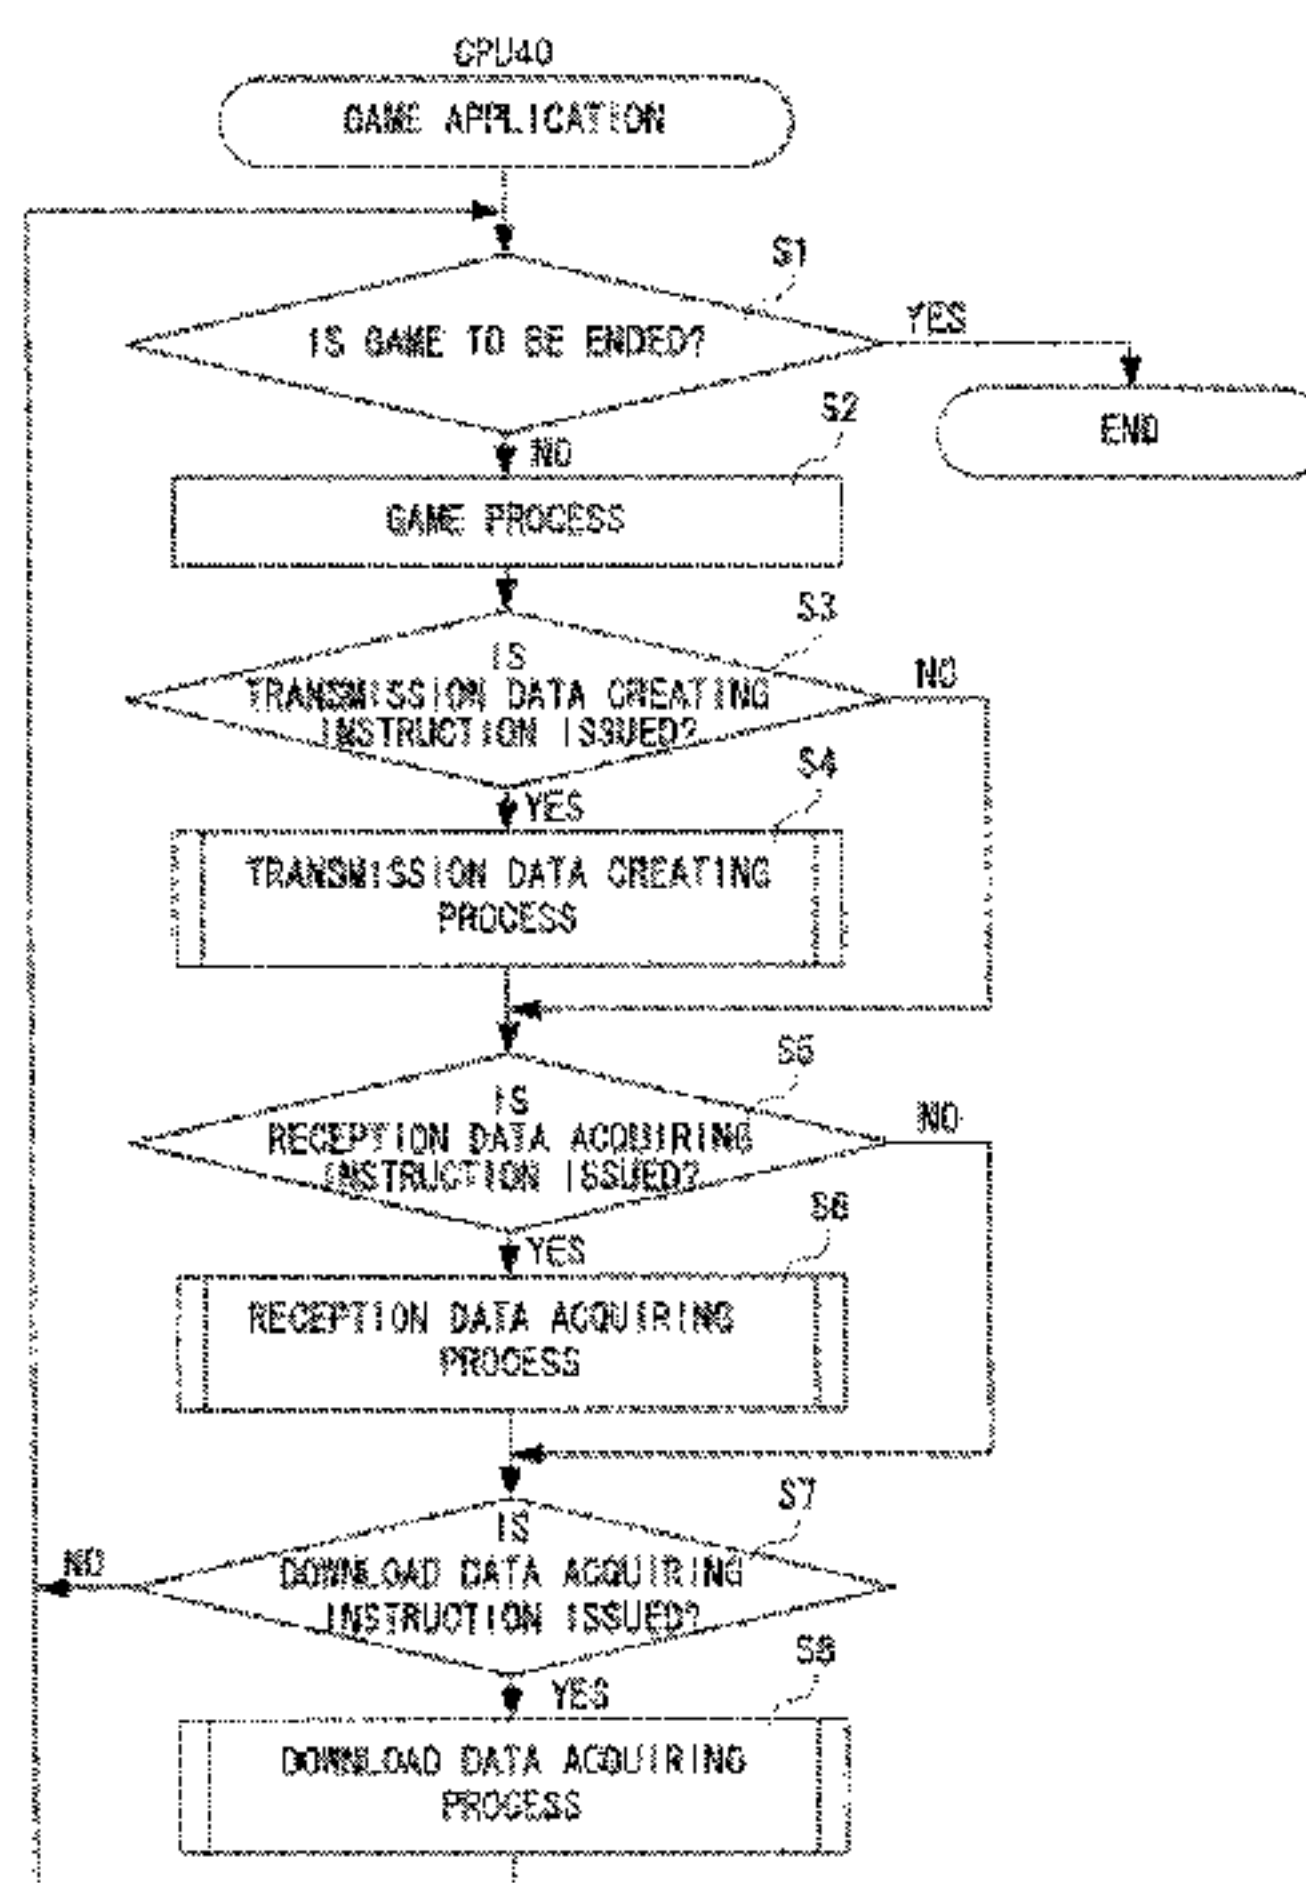 CPU40
GAME APPLICATION
S1
IS GAME TO BE ENDED?
YES
END
NO
S2
GAME PROCESS
S3
IS
TRANSMISSION DATA CREATING
INSTRUCTION ISSUED?
NO
YES
S4
TRANSMISSION DATA CREATING
PROCESS
S5
IS
RECEPTION DATA ACQUIRING
INSTRUCTION ISSUED?
NO
YES
S6
RECEPTION DATA ACQUIRING
PROCESS
S7
IS
DOWNLOAD DATA ACQUIRING
INSTRUCTION ISSUED?
NO
YES
S8
DOWNLOAD DATA ACQUIRING
PROCESS